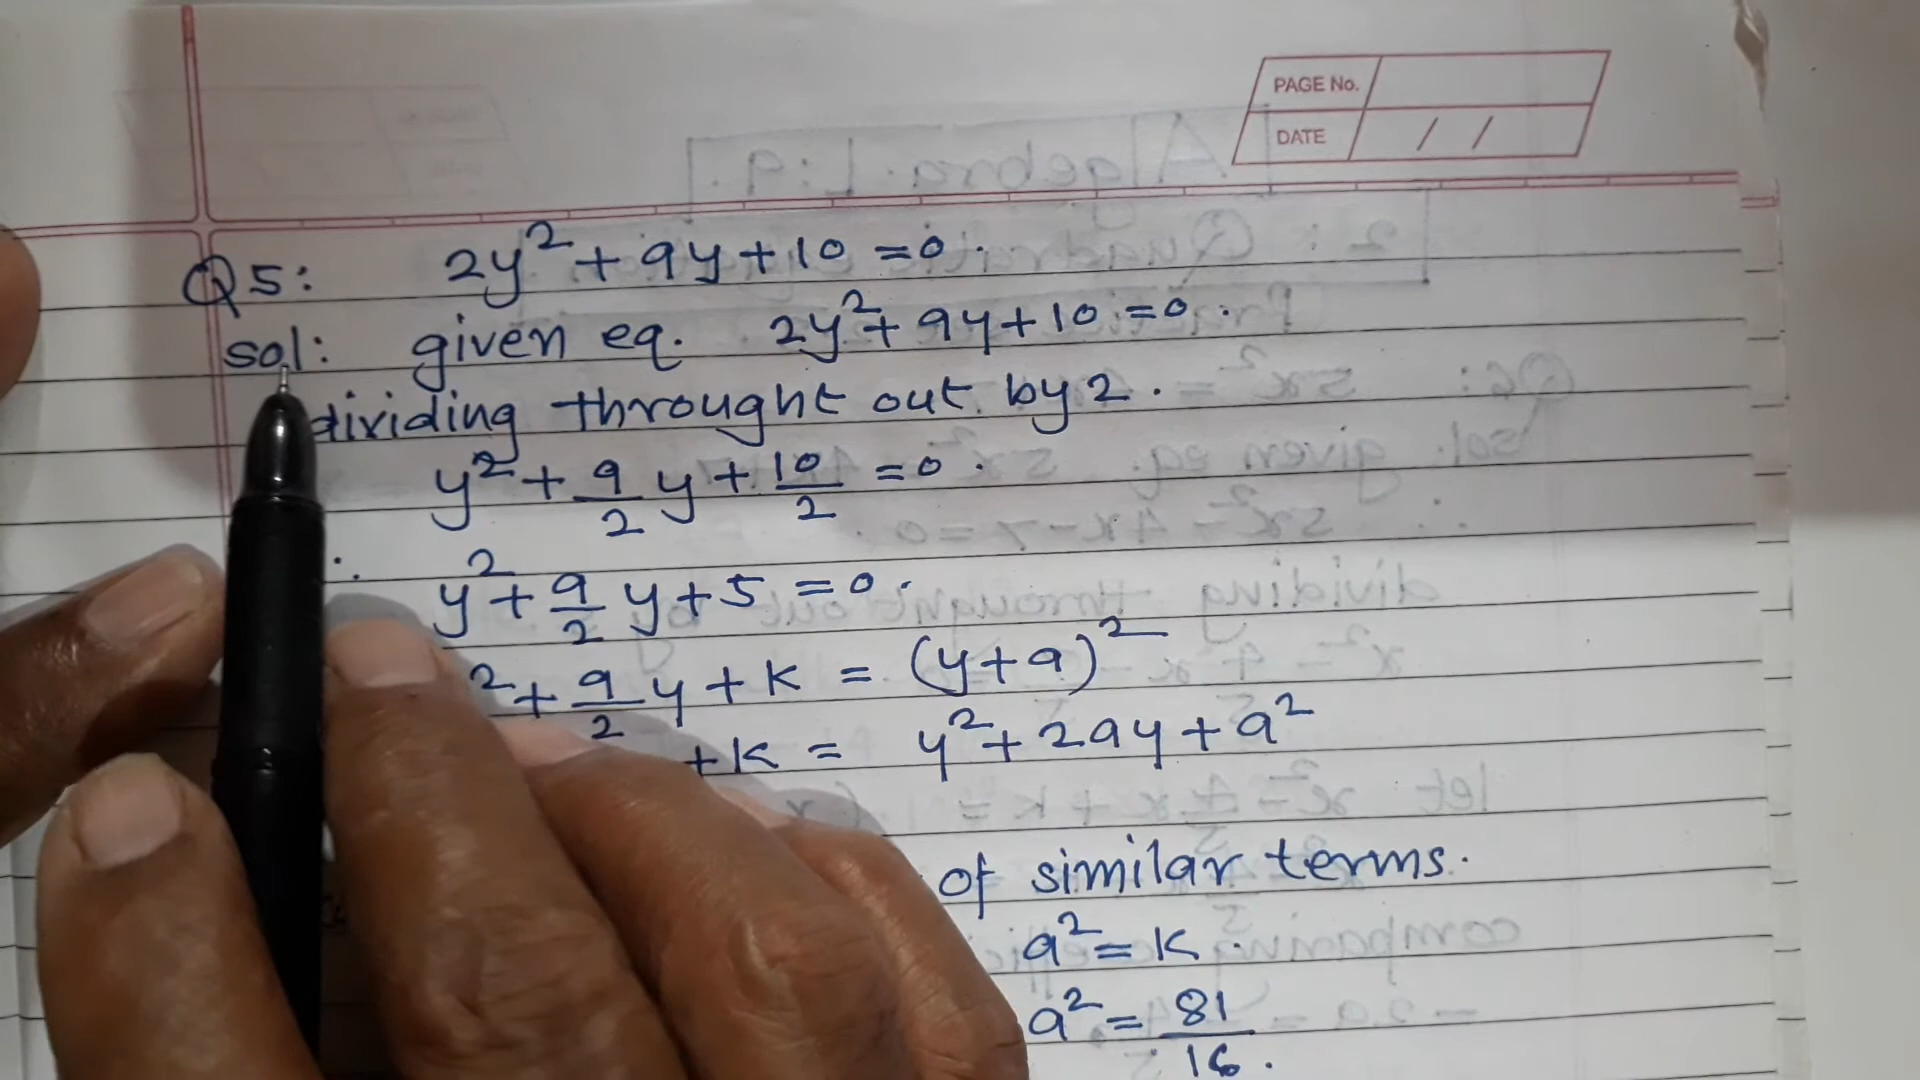 PAGE No.
DATE / /
Q5: 2y² + 9y + 10 = 0.
sol: given eq. 2y² + 9y + 10 = 0.
dividing throught out by 2.
y² + 9/2 y + 10/2 = 0.
∴ y² + 9/2 y + 5 = 0.
² + 9/2 y + k = (y + a)²
+ k = y² + 2ay + a²
of similar terms.
a² = k.
a² = 81/16.